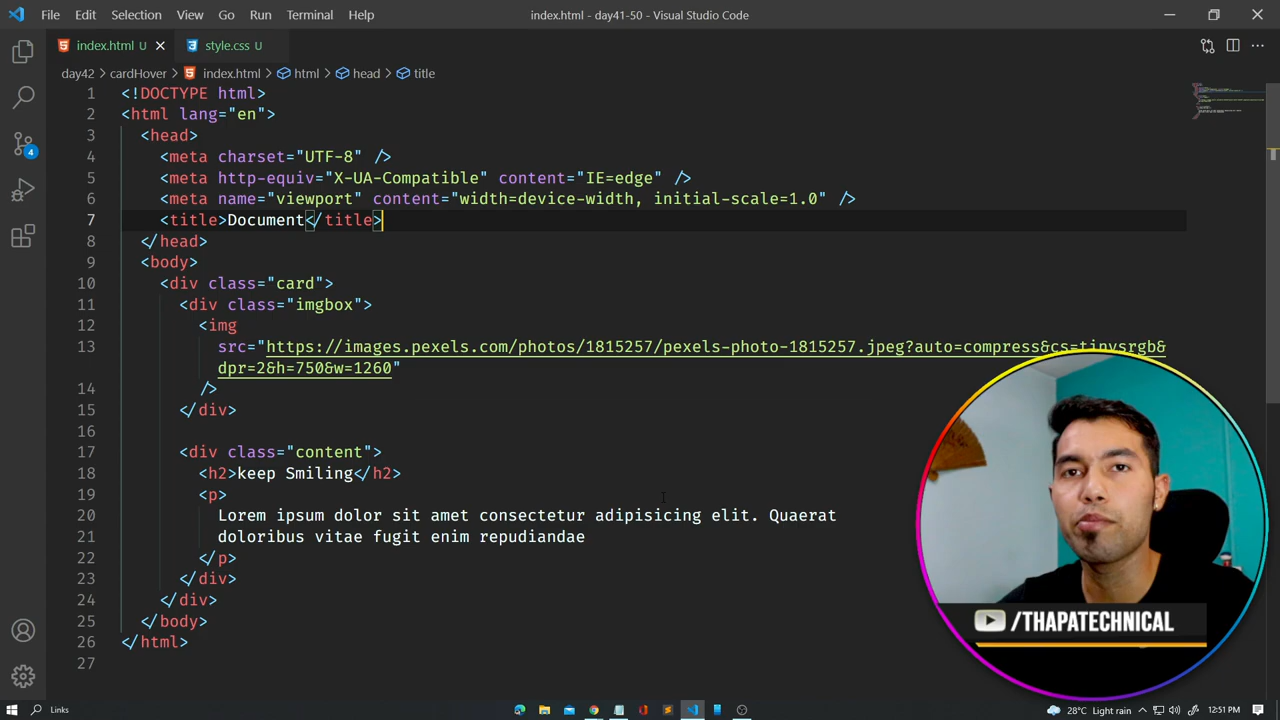 File Edit Selection View Go Run Terminal Help index.html - day41-50 - Visual Studio Code
index.html U style.css U
day42 cardHover index.html html head title
1 <!DOCTYPE html>
2 <html lang="en">
3 <head>
4 <meta charset="UTF-8" />
5 <meta http-equiv="X-UA-Compatible" content="IE=edge" />
6 <meta name="viewport" content="width=device-width, initial-scale=1.0" />
7 <title>Document</title>
8 </head>
9 <body>
10 <div class="card">
11 <div class="imgbox">
12 <img
13 src="https://images.pexels.com/photos/1815257/pexels-photo-1815257.jpeg?auto=compress&cs=tinysrgb&
dpr=2&h=750&w=1260"
14 />
15 </div>
16
17 <div class="content">
18 <h2>keep Smiling</h2>
19 <p>
20 Lorem ipsum dolor sit amet consectetur adipisicing elit. Quaerat
21 doloribus vitae fugit enim repudiandae
22 </p>
23 </div>
24 </div>
25 </body>
26 </html>
27
4
/THAPATECHNICAL
Links 28°C Light rain 12:51 PM